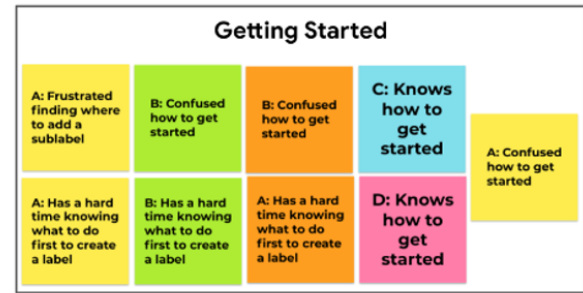 Getting Started
A: Frustrated
finding where
to add a
sublabel
B: Confused
how to get
started
B: Confused
how to get
started
C: Knows
how to
get
started
A: Confused
how to get
started
A: Has a hard
time knowing
what to do
first to create
a label
B: Has a hard
time knowing
what to do
first to create
a label
A: Has a hard
time knowing
what to do
first to create
a label
D: Knows
how to
get
started